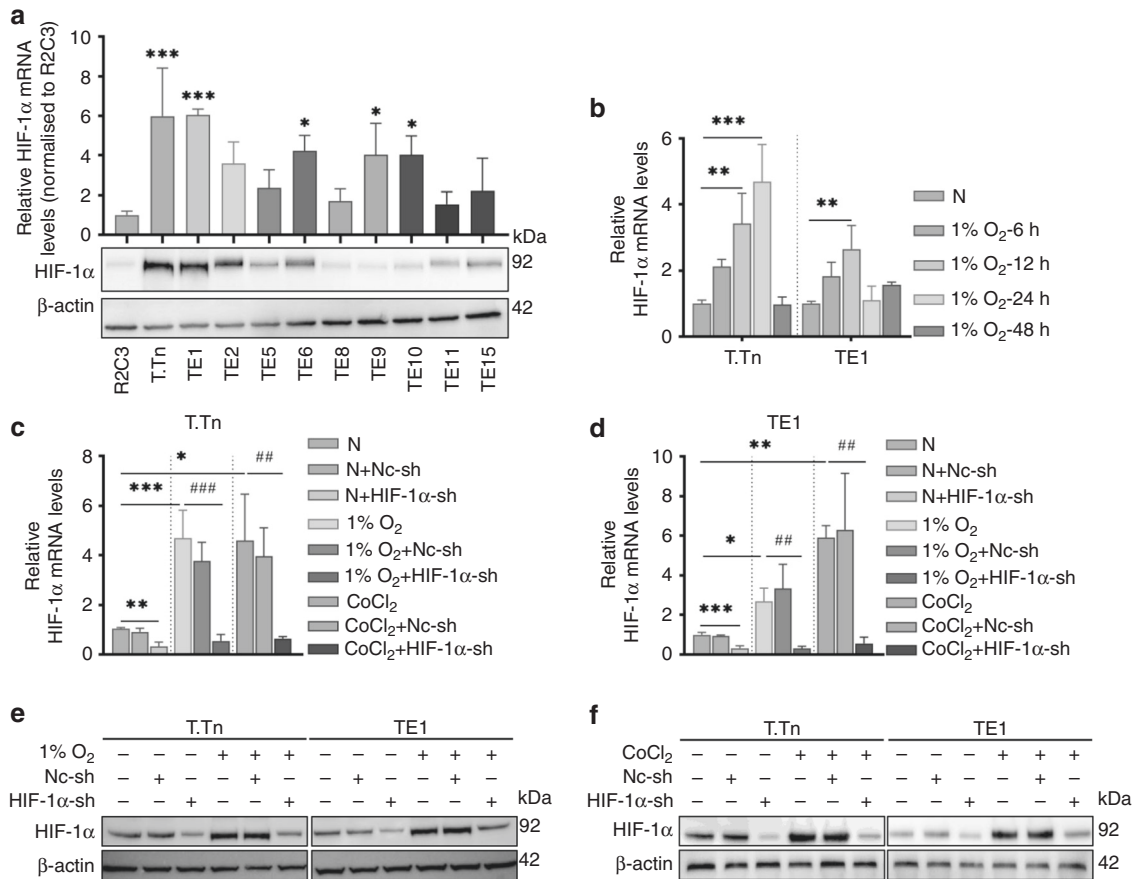 a
Relative HIF-1α mRNA
levels (normalised to R2C3)
10
8
6
4
2
0
***
***
*
*
*
kDa
HIF-1α
92
β-actin
42
R2C3
T.Tn
TE1
TE2
TE5
TE6
TE8
TE9
TE10
TE11
TE15
b
Relative
HIF-1α mRNA levels
6
4
2
0
***
**
**
T.Tn
TE1
N
1% O2-6 h
1% O2-12 h
1% O2-24 h
1% O2-48 h
c
T.Tn
Relative
HIF-1α mRNA levels
8
6
4
2
0
*
##
***
###
**
N
N+Nc-sh
N+HIF-1α-sh
1% O2
1% O2+Nc-sh
1% O2+HIF-1α-sh
CoCl2
CoCl2+Nc-sh
CoCl2+HIF-1α-sh
d
TE1
Relative
HIF-1α mRNA levels
10
8
6
4
2
0
**
##
*
##
***
N
N+Nc-sh
N+HIF-1α-sh
1% O2
1% O2+Nc-sh
1% O2+HIF-1α-sh
CoCl2
CoCl2+Nc-sh
CoCl2+HIF-1α-sh
e
T.Tn TE1
1% O2 – – – + + + – – – + + +
Nc-sh – + – – + – – + – – + –
HIF-1α-sh – – + – – + – – + – – +
kDa
HIF-1α 92
β-actin 42
f
T.Tn TE1
CoCl2 – – – + + + – – – + + +
Nc-sh – + – – + – – + – – + –
HIF-1α-sh – – + – – + – – + – – +
kDa
HIF-1α 92
β-actin 42